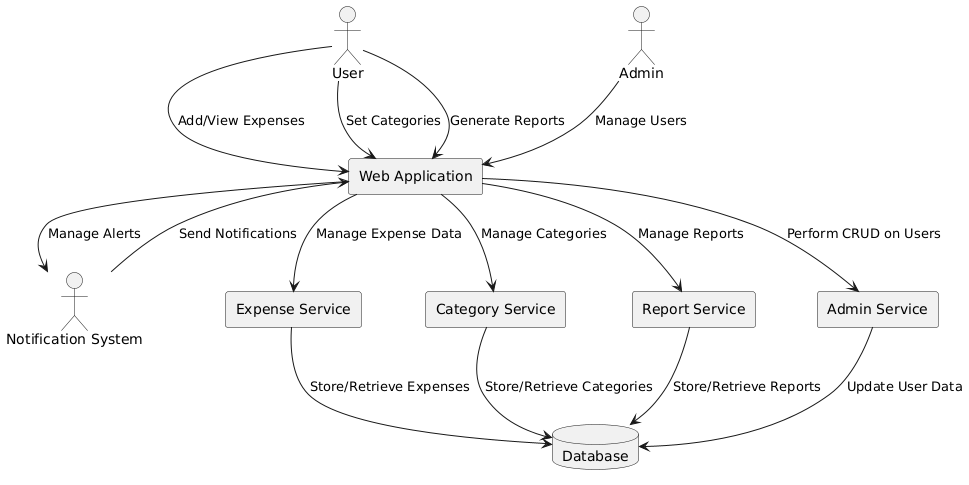 User
Admin
Add/View Expenses
Set Categories
Generate Reports
Manage Users
Web Application
Manage Alerts
Send Notifications
Manage Expense Data
Manage Categories
Manage Reports
Perform CRUD on Users
Notification System
Expense Service
Category Service
Report Service
Admin Service
Store/Retrieve Expenses
Store/Retrieve Categories
Store/Retrieve Reports
Update User Data
Database